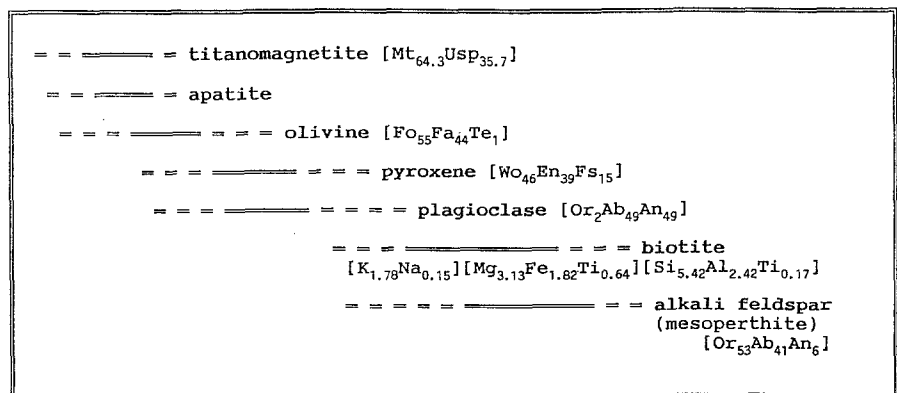 titanomagnetite [Mt64.3Usp35.7]
apatite
olivine [Fo55Fa44Te1]
pyroxene [Wo46En39Fs15]
plagioclase [Or2Ab49An49]
biotite
[K1.78Na0.15][Mg3.13Fe1.82Ti0.64][Si5.42Al2.42Ti0.17]
alkali feldspar
(mesoperthite)
[Or53Ab41An6]